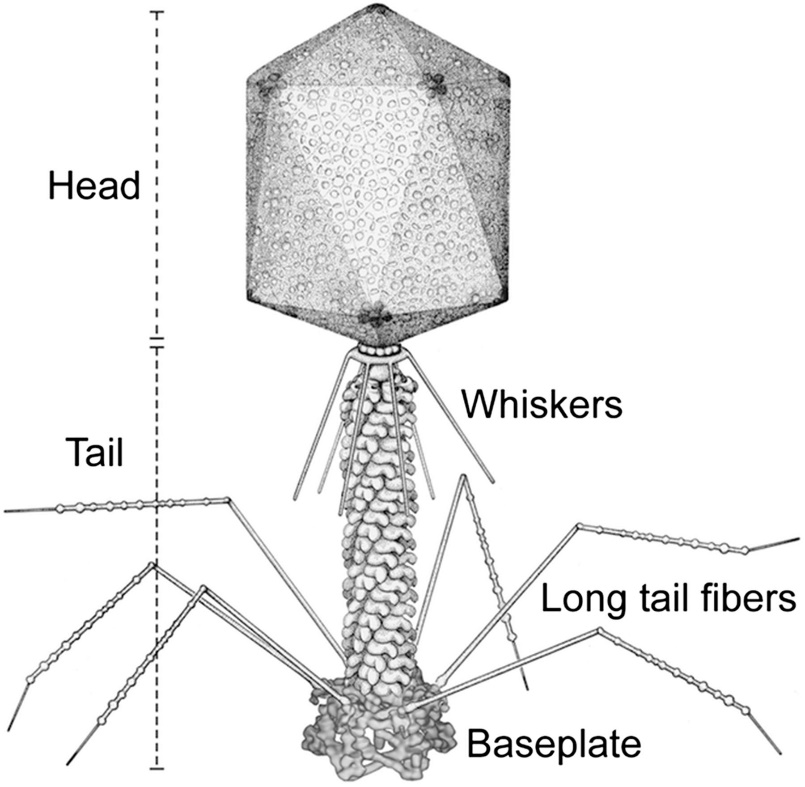 Head
Whiskers
Tail
Long tail fibers
Baseplate